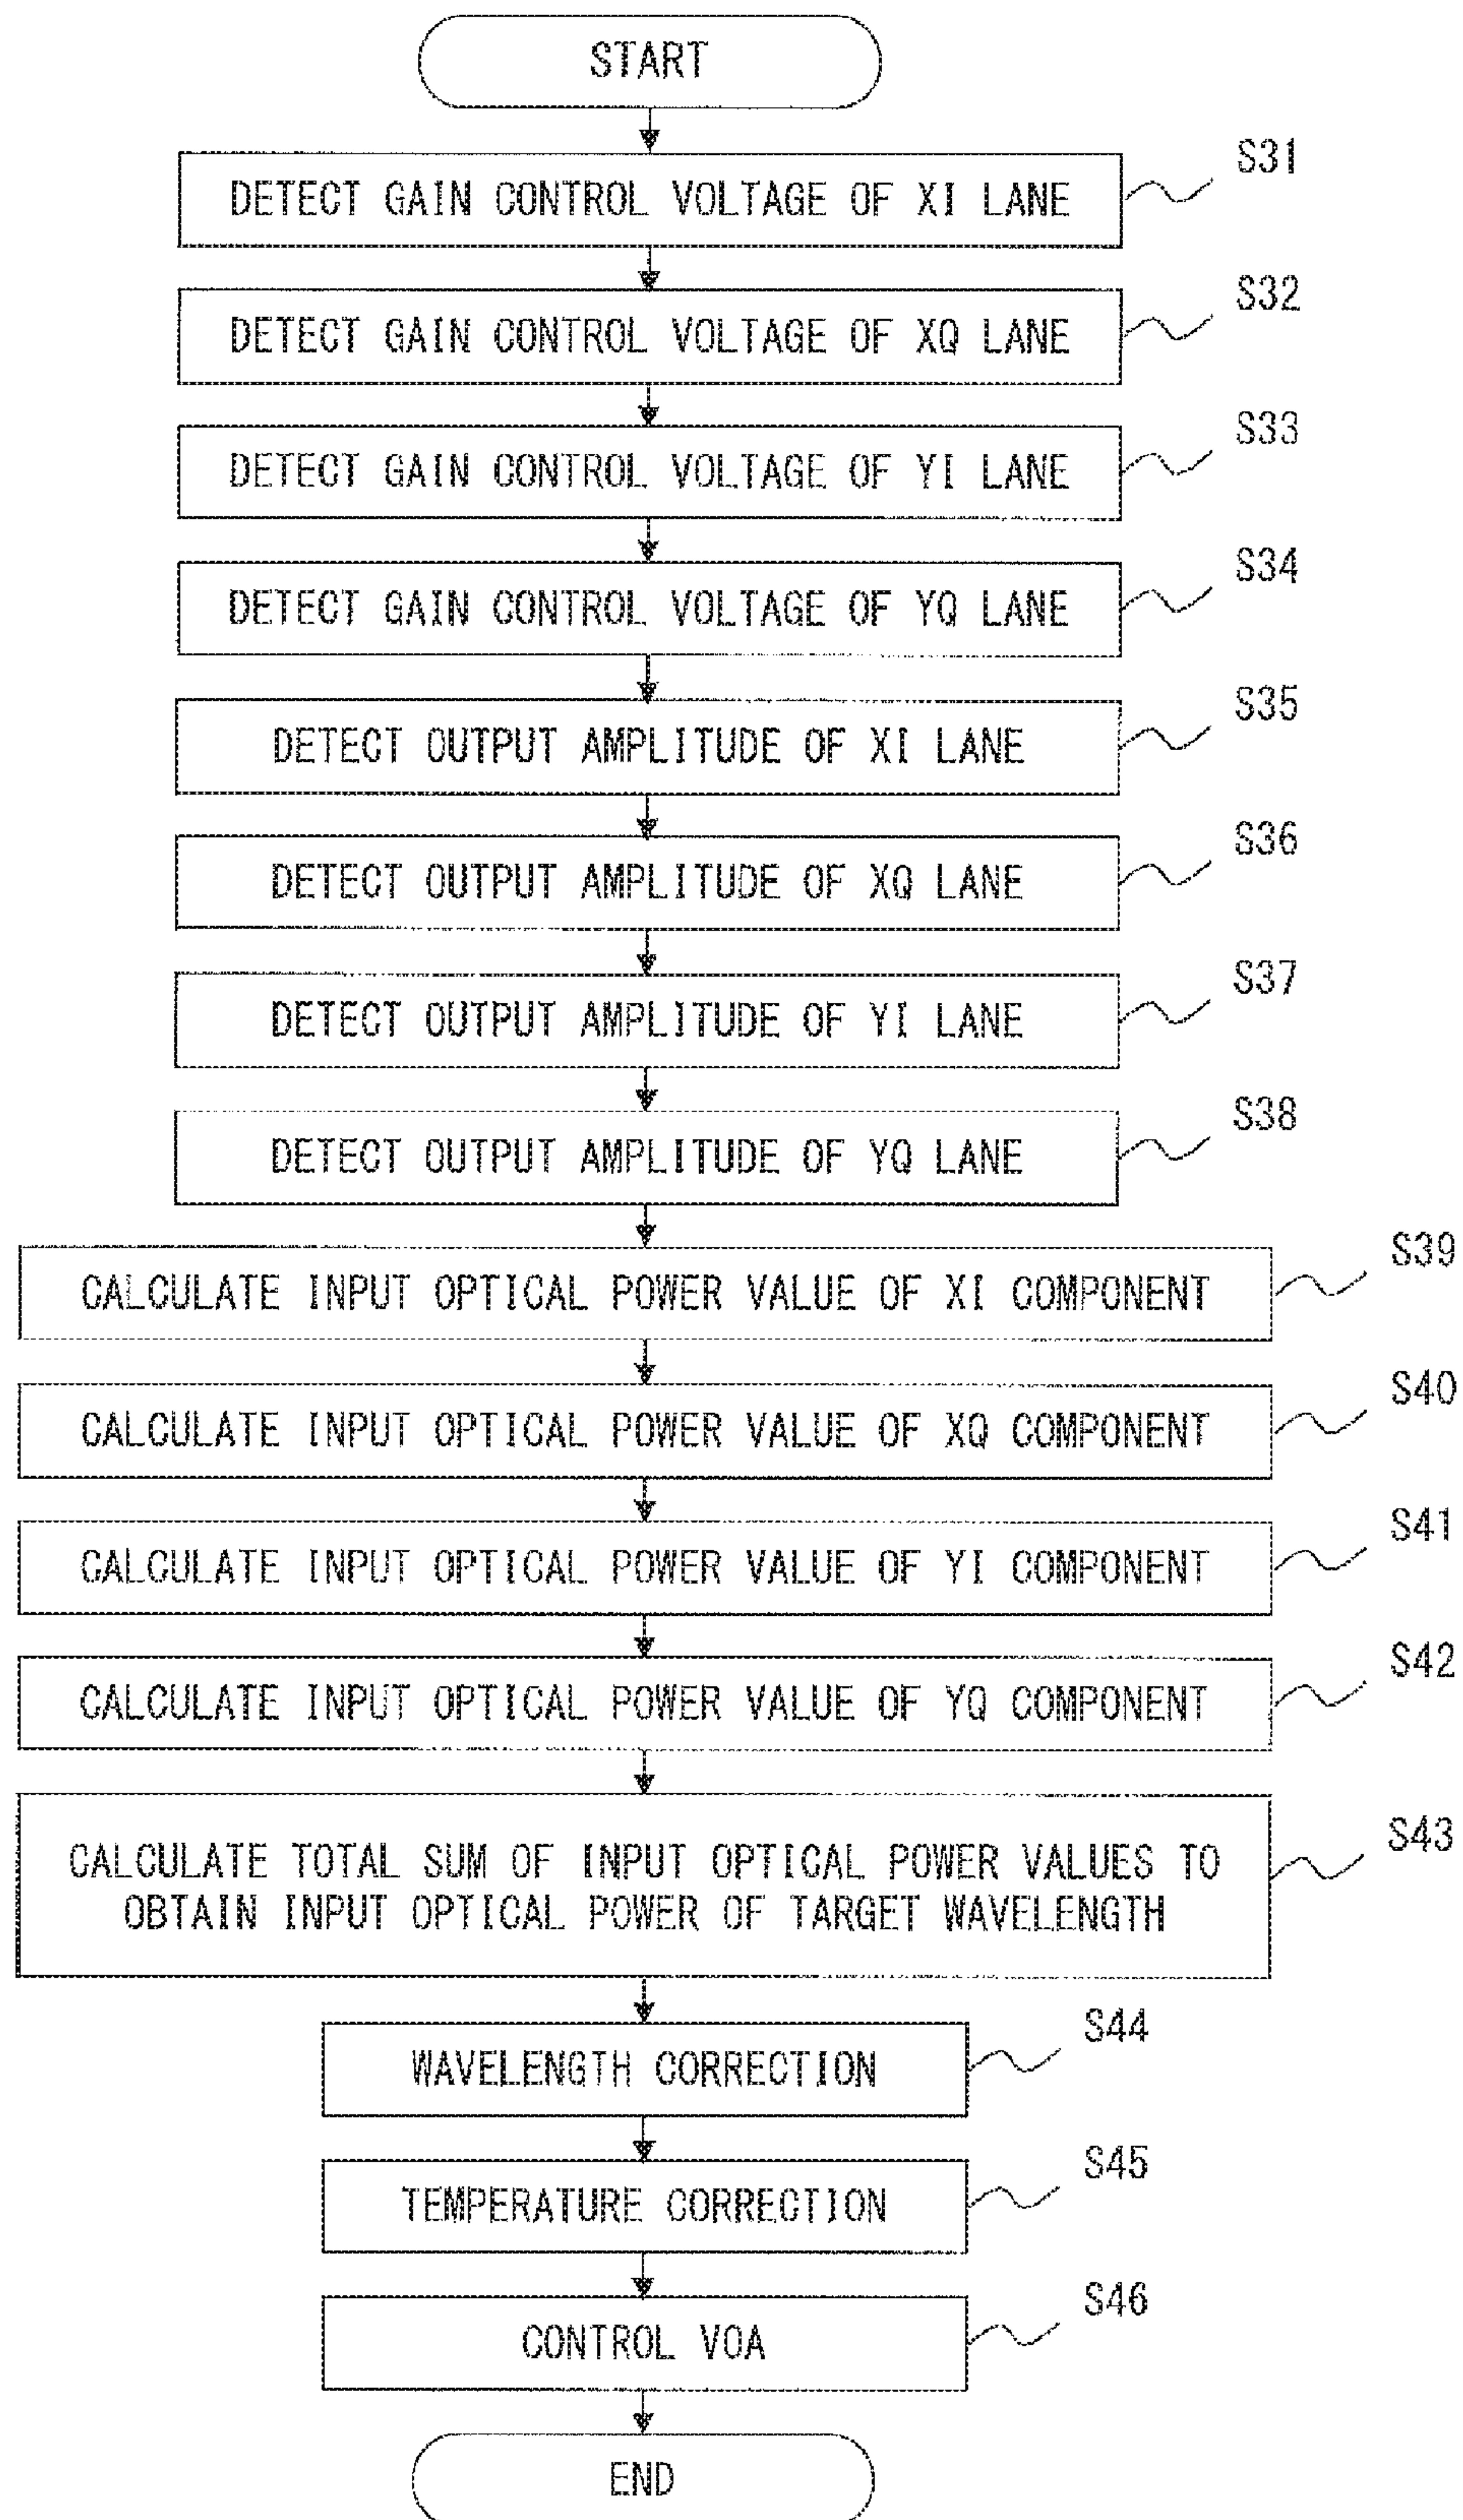 START
DETECT GAIN CONTROL VOLTAGE OF XI LANE
S31
DETECT GAIN CONTROL VOLTAGE OF XQ LANE
S32
DETECT GAIN CONTROL VOLTAGE OF YI LANE
S33
DETECT GAIN CONTROL VOLTAGE OF YQ LANE
S34
DETECT OUTPUT AMPLITUDE OF XI LANE
S35
DETECT OUTPUT AMPLITUDE OF XQ LANE
S36
DETECT OUTPUT AMPLITUDE OF YI LANE
S37
DETECT OUTPUT AMPLITUDE OF YQ LANE
S38
CALCULATE INPUT OPTICAL POWER VALUE OF XI COMPONENT
S39
CALCULATE INPUT OPTICAL POWER VALUE OF XQ COMPONENT
S40
CALCULATE INPUT OPTICAL POWER VALUE OF YI COMPONENT
S41
CALCULATE INPUT OPTICAL POWER VALUE OF YQ COMPONENT
S42
CALCULATE TOTAL SUM OF INPUT OPTICAL POWER VALUES TO
OBTAIN INPUT OPTICAL POWER OF TARGET WAVELENGTH
S43
WAVELENGTH CORRECTION
S44
TEMPERATURE CORRECTION
S45
CONTROL VOA
S46
END